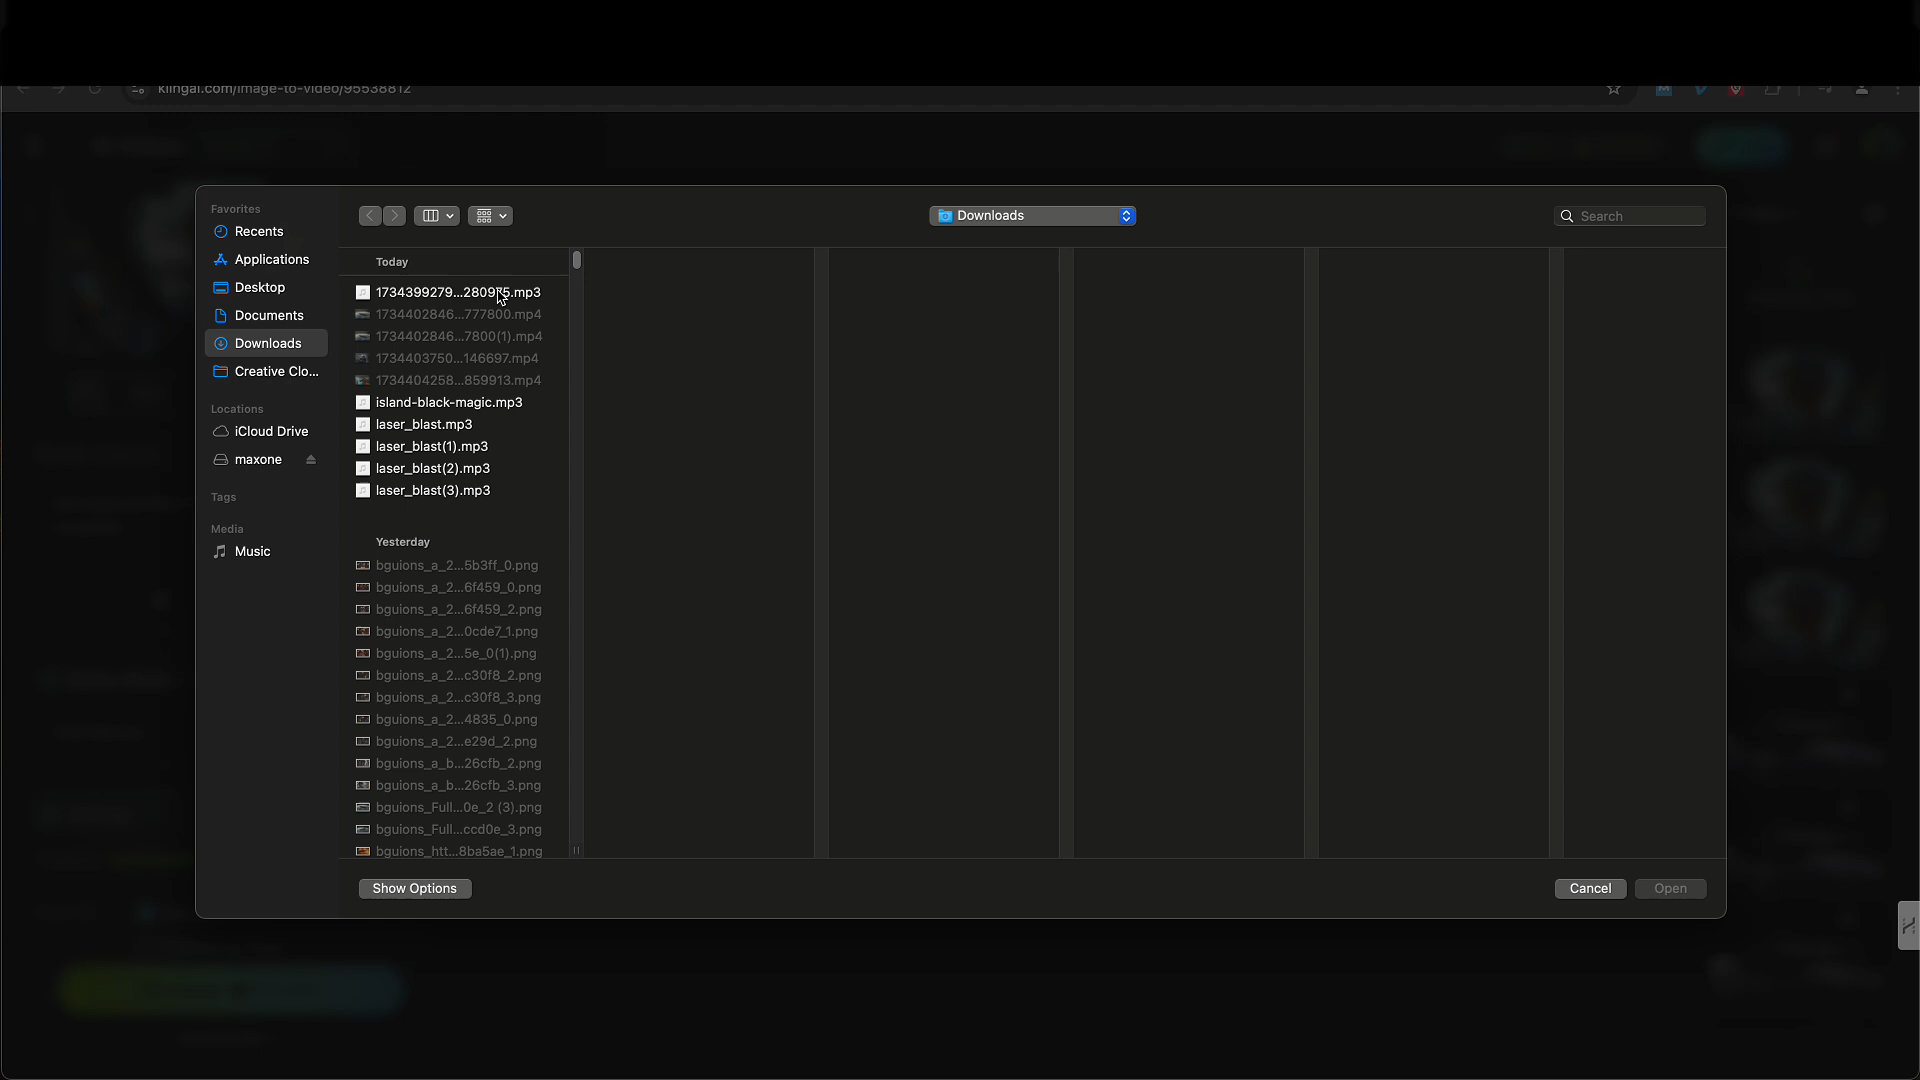 klingai.com/image-to-video/95538812
Favorites
Recents
Applications
Desktop
Documents
Downloads
Creative Clo...
Locations
iCloud Drive
maxone
Tags
Media
Music
Downloads
Search
Today
1734399279...280975.mp3
1734402846...777800.mp4
1734402846...7800(1).mp4
1734403750...146697.mp4
1734404258...859913.mp4
island-black-magic.mp3
laser_blast.mp3
laser_blast(1).mp3
laser_blast(2).mp3
laser_blast(3).mp3
Yesterday
bguions_a_2...5b3ff_0.png
bguions_a_2...6f459_0.png
bguions_a_2...6f459_2.png
bguions_a_2...0cde7_1.png
bguions_a_2...5e_0(1).png
bguions_a_2...c30f8_2.png
bguions_a_2...c30f8_3.png
bguions_a_2...4835_0.png
bguions_a_2...e29d_2.png
bguions_a_b...26cfb_2.png
bguions_a_b...26cfb_3.png
bguions_Full...0e_2 (3).png
bguions_Full...ccd0e_3.png
bguions_htt...8ba5ae_1.png
Show Options
Cancel
Open